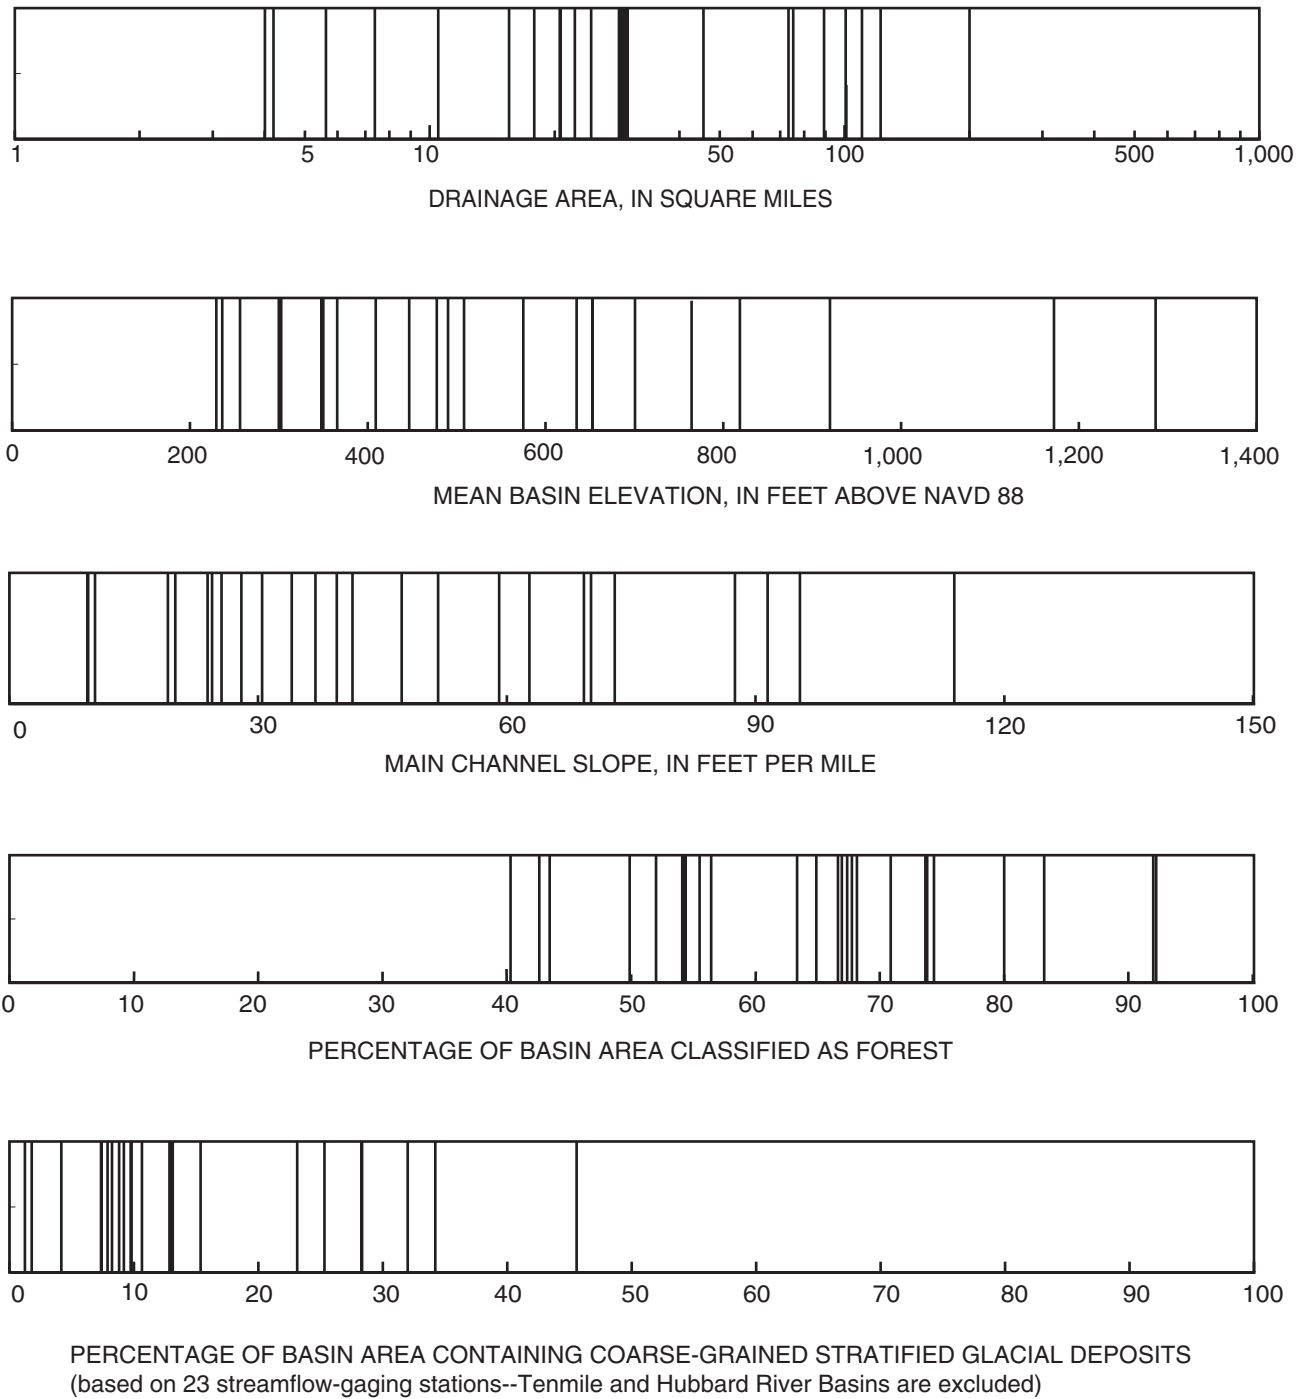 1 5 10 50 100 500 1,000
DRAINAGE AREA, IN SQUARE MILES
0 200 400 600 800 1,000 1,200 1,400
MEAN BASIN ELEVATION, IN FEET ABOVE NAVD 88
0 30 60 90 120 150
MAIN CHANNEL SLOPE, IN FEET PER MILE
0 10 20 30 40 50 60 70 80 90 100
PERCENTAGE OF BASIN AREA CLASSIFIED AS FOREST
0 10 20 30 40 50 60 70 80 90 100
PERCENTAGE OF BASIN AREA CONTAINING COARSE-GRAINED STRATIFIED GLACIAL DEPOSITS
(based on 23 streamflow-gaging stations--Tenmile and Hubbard River Basins are excluded)